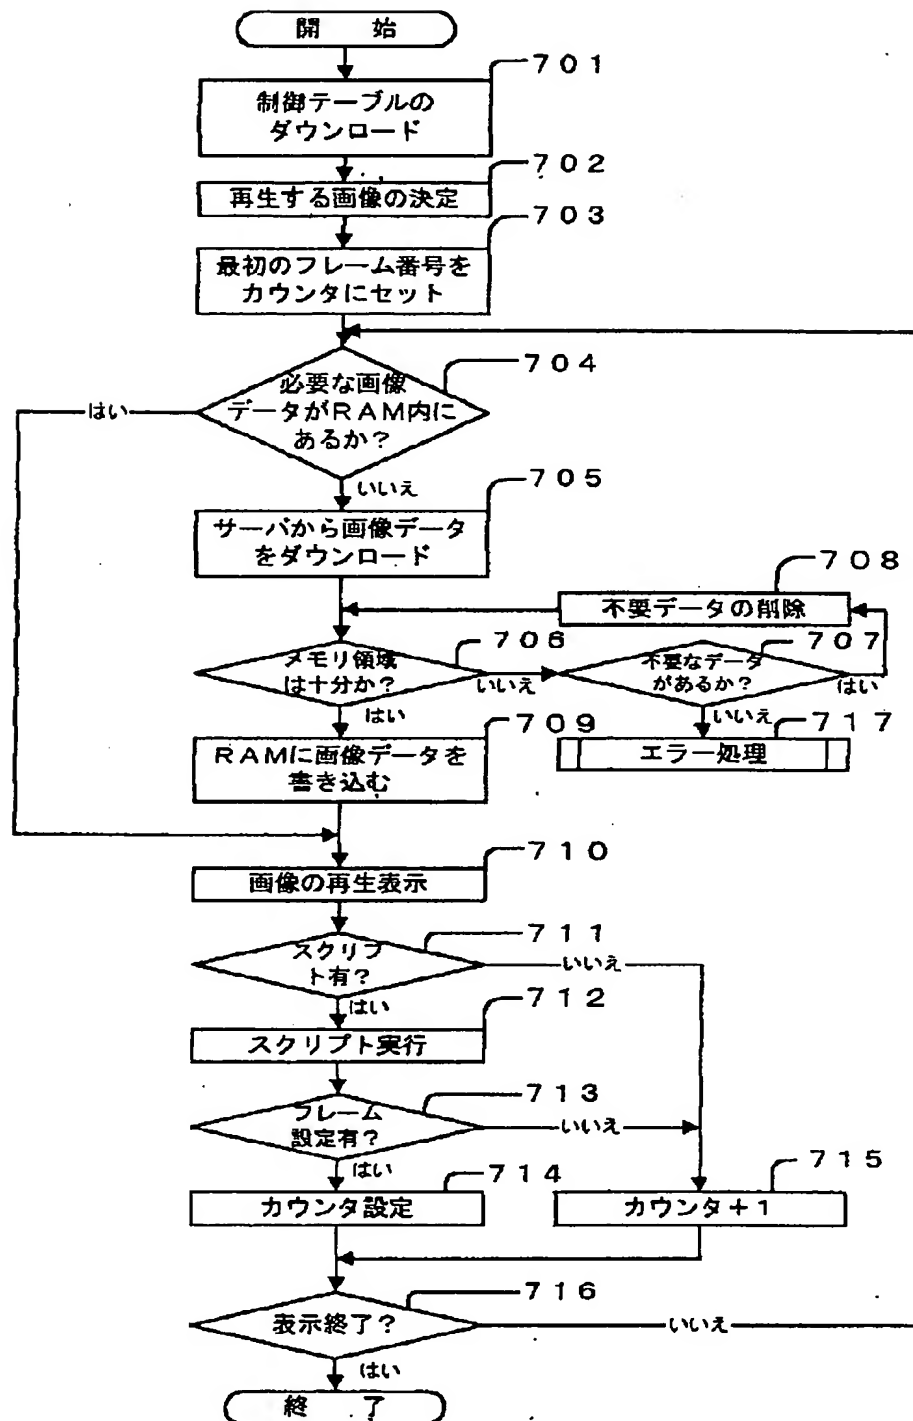 開 始
701
制御テーブルの
ダウンロード
702
再生する画像の決定
703
最初のフレーム番号を
カウンタにセット
704
必要な画像
データがRAM内に
あるか?
はい
いいえ
705
サーバから画像データ
をダウンロード
708
不要データの削除
706
メモリ領域
は十分か?
いいえ
はい
707
不要なデータ
があるか?
はい
いいえ
709
RAMに画像データを
書き込む
717
エラー処理
710
画像の再生表示
711
スクリプ
ト有?
いいえ
はい
712
スクリプト実行
713
フレーム
設定有?
いいえ
はい
714
カウンタ設定
715
カウンタ+1
716
表示終了?
いいえ
はい
終 了